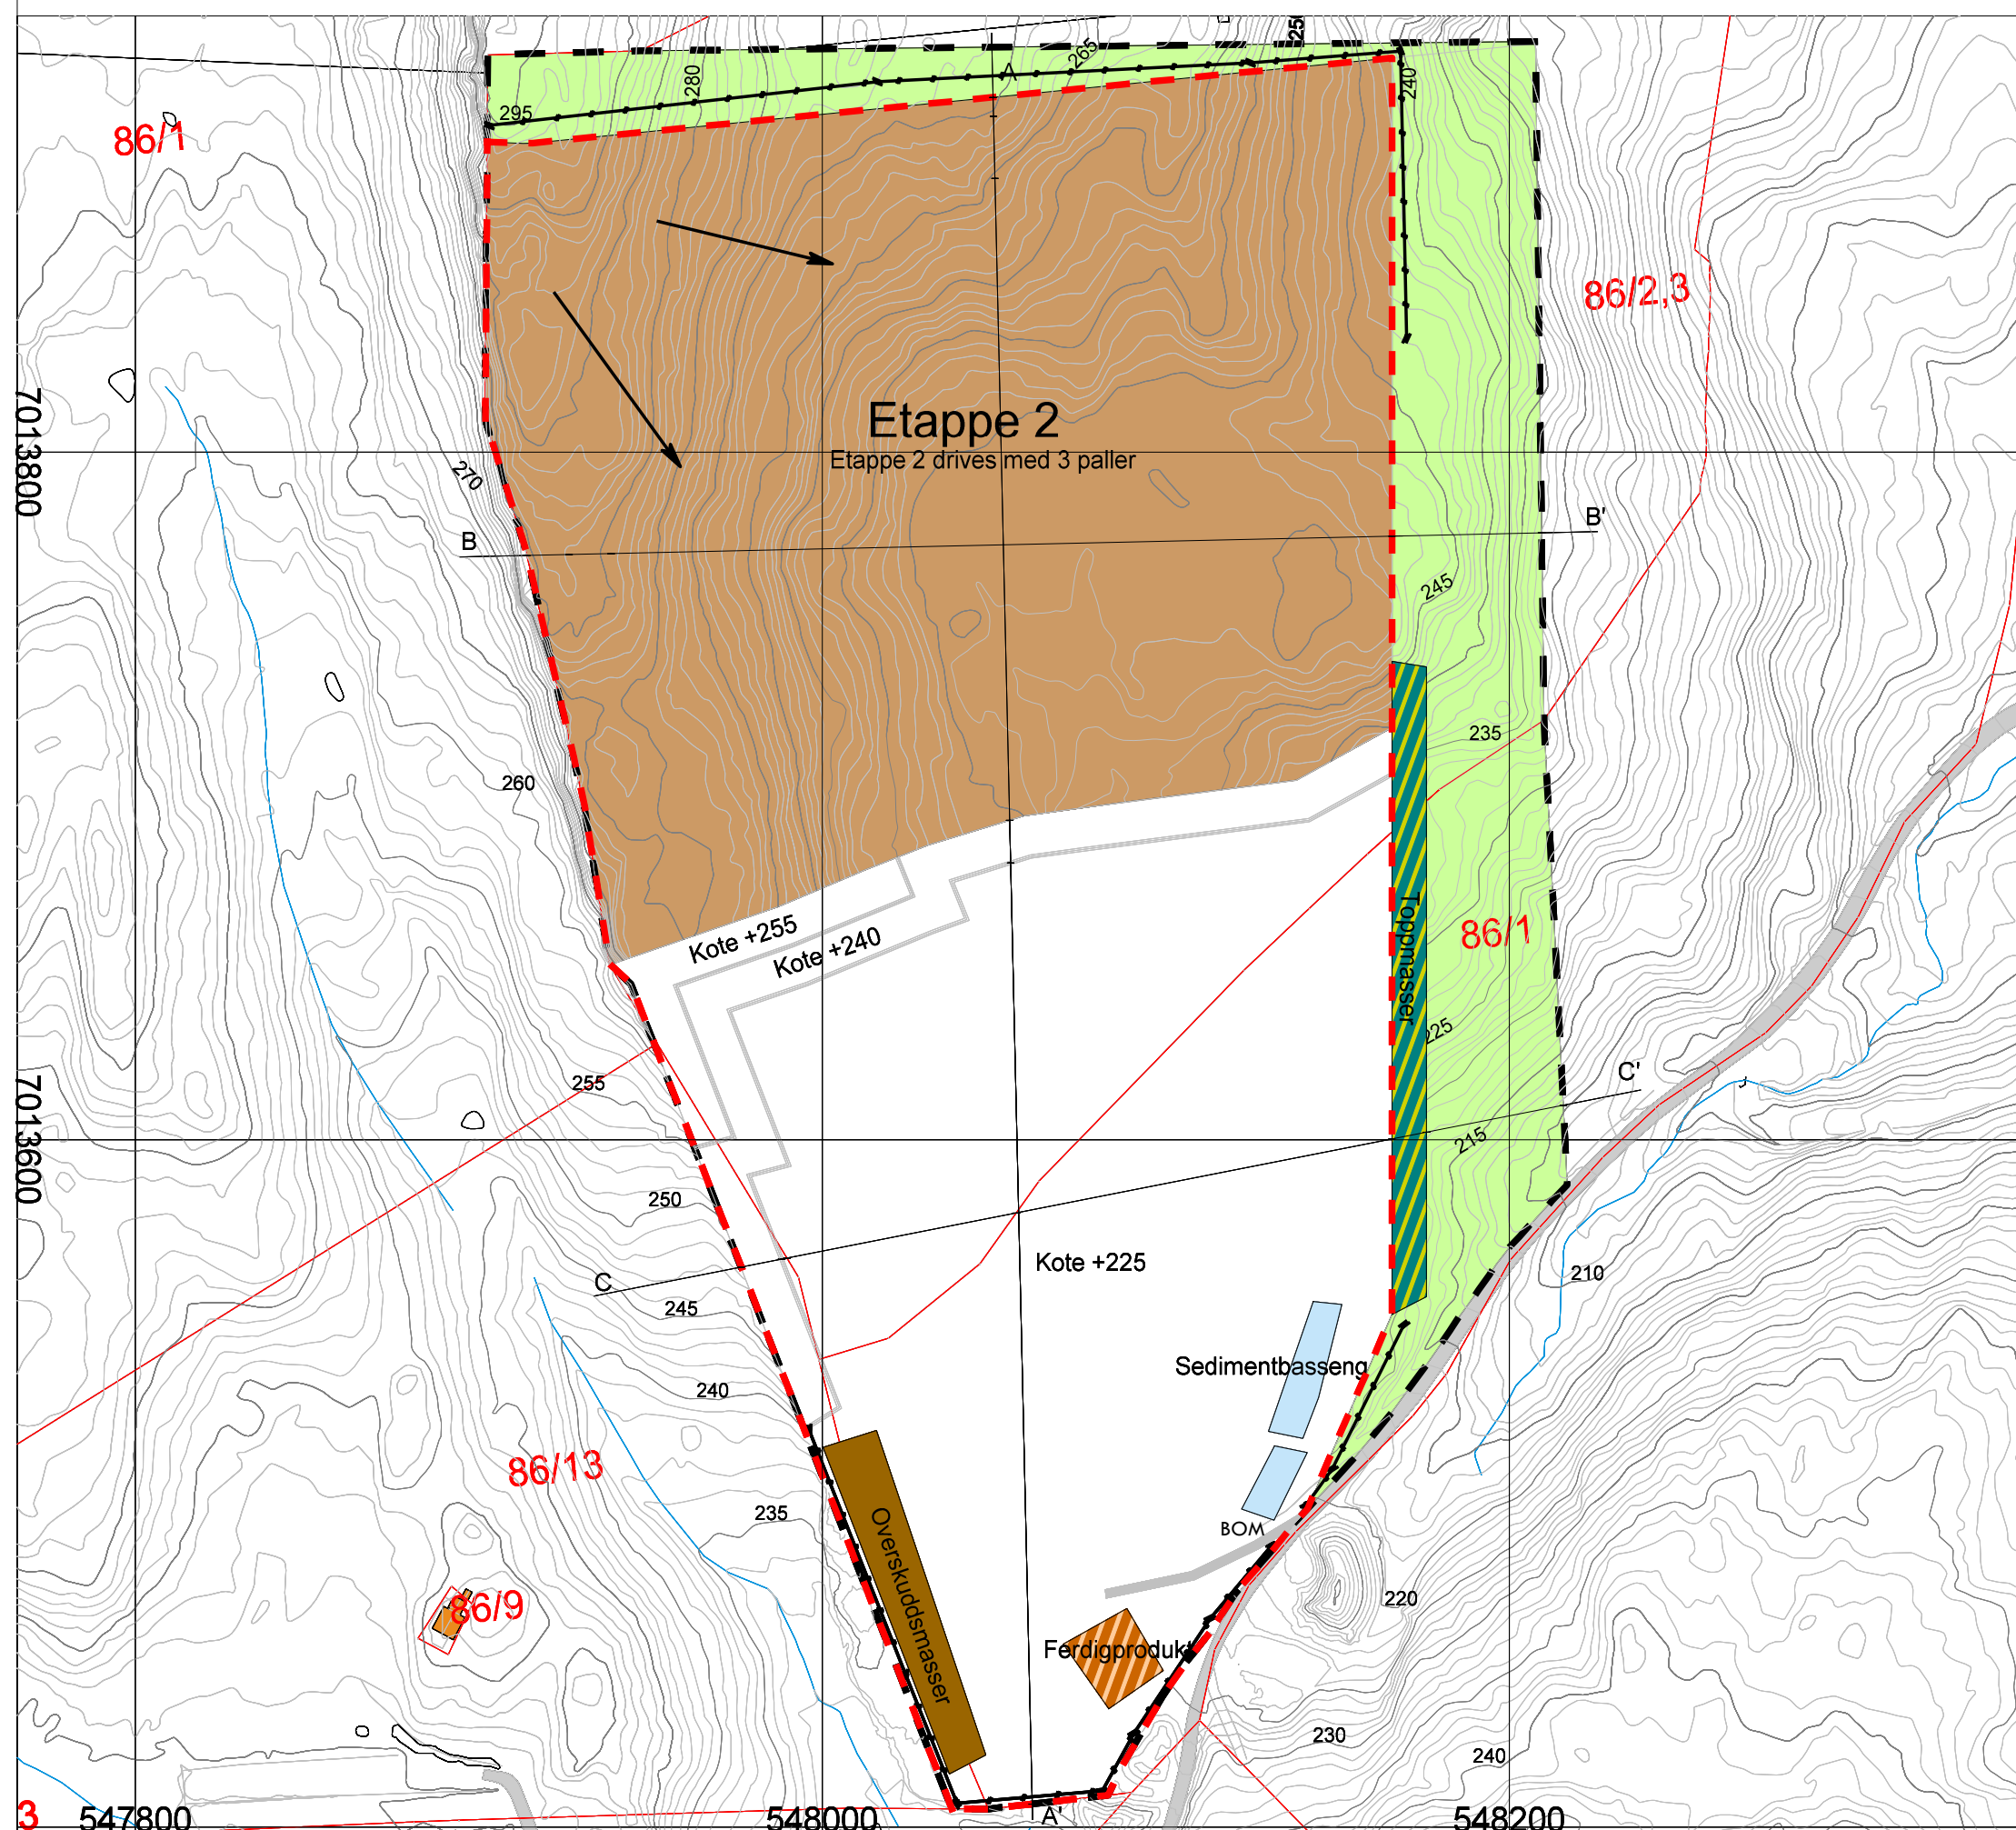 250
A
265
280
240
295
86/1
86/2,3
7013800
Etappe 2
Etappe 2 drives med 3 paller
270
B
B'
245
235
260
Toppmasser
86/1
Kote +255
Kote +240
225
255
C'
7013600
215
250
Kote +225
210
C
245
Sedimentbasseng
240
86/13
235
BOM
Overskuddsmasser
220
86/9
Ferdigprodukt
230
240
3
547800
548000
A'
548200